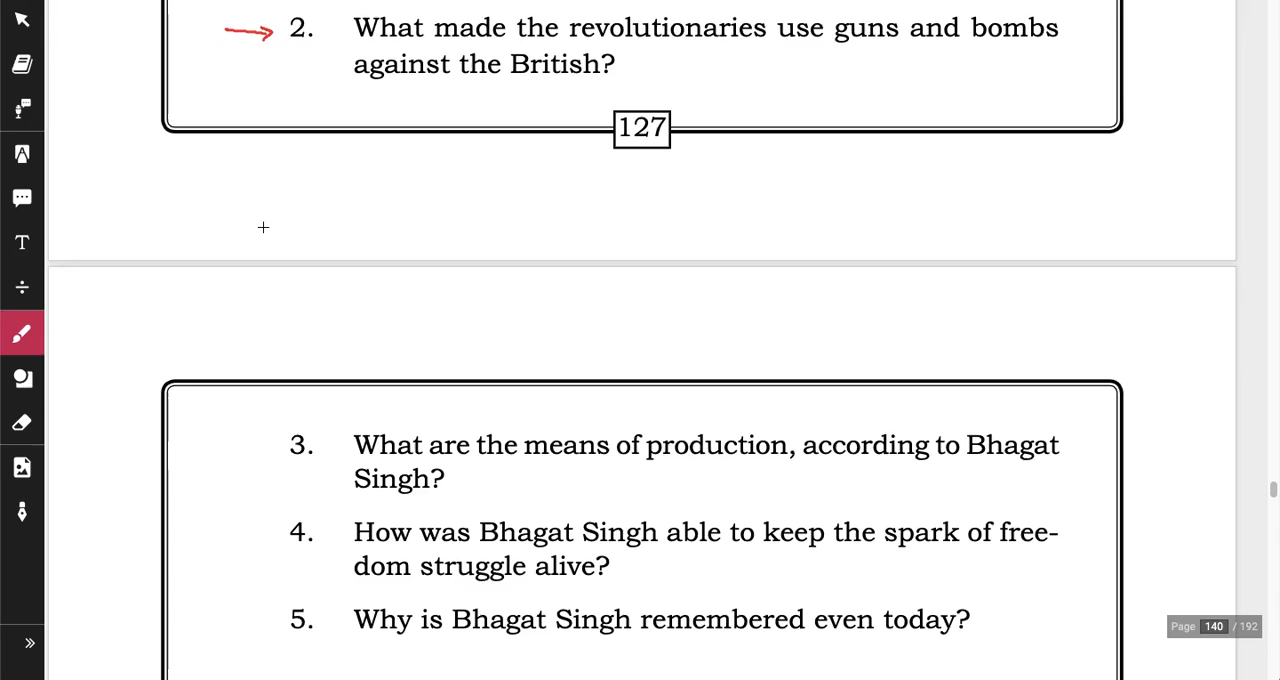 2. What made the revolutionaries use guns and bombs
against the British?
127
3. What are the means of production, according to Bhagat
Singh?
4. How was Bhagat Singh able to keep the spark of free-
dom struggle alive?
5. Why is Bhagat Singh remembered even today?
Page 140 / 192